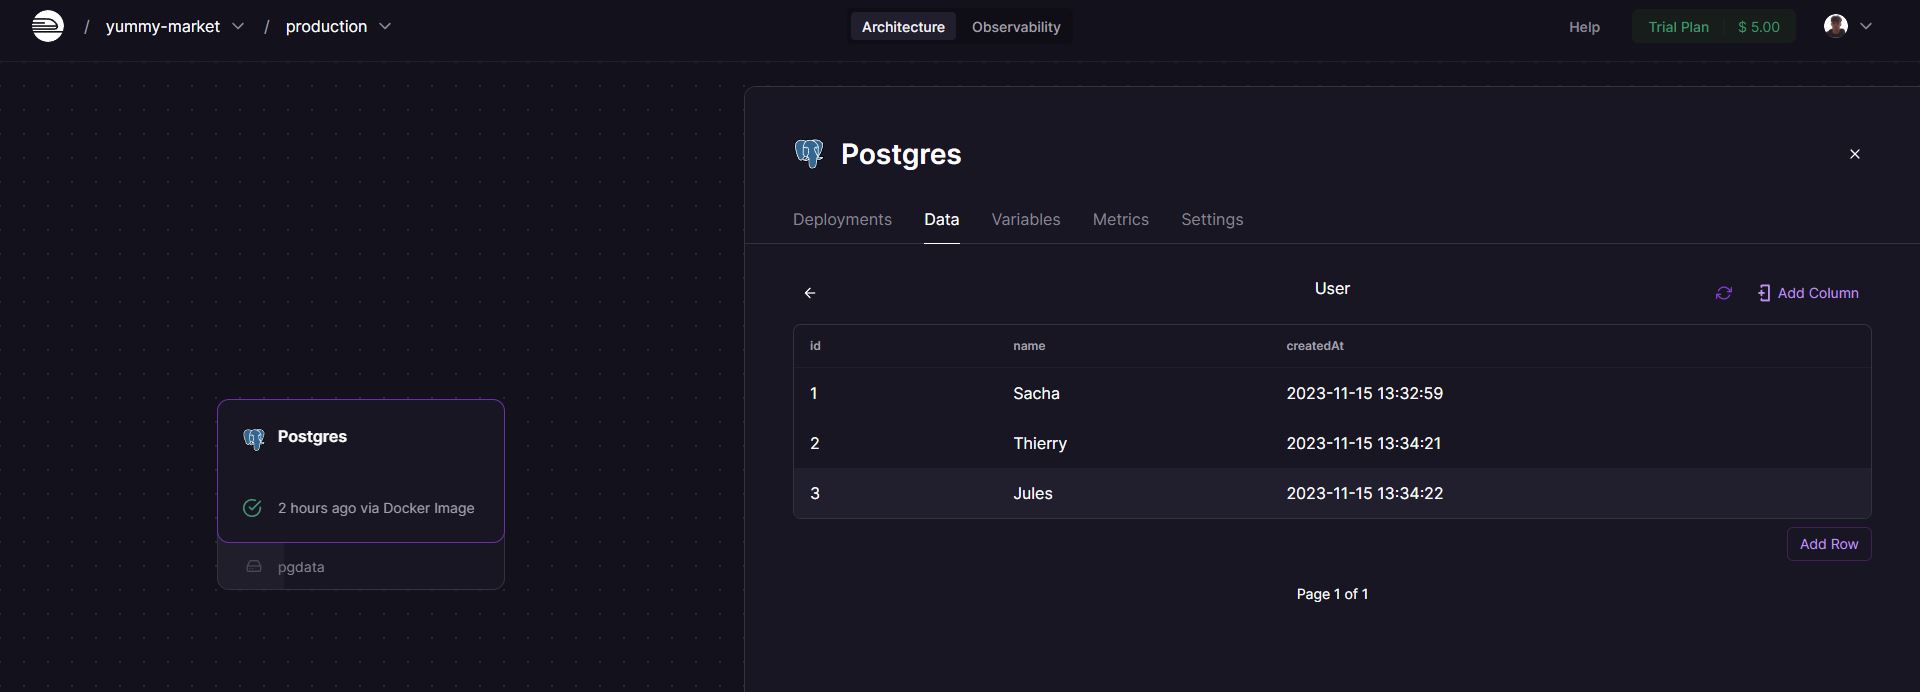 / yummy-market / production Architecture Observability Help Trial Plan $ 5.00
Postgres
Deployments Data Variables Metrics Settings
User Add Column
id name createdAt
1 Sacha 2023-11-15 13:32:59
2 Thierry 2023-11-15 13:34:21
3 Jules 2023-11-15 13:34:22
Add Row
Page 1 of 1
Postgres
2 hours ago via Docker Image
pgdata